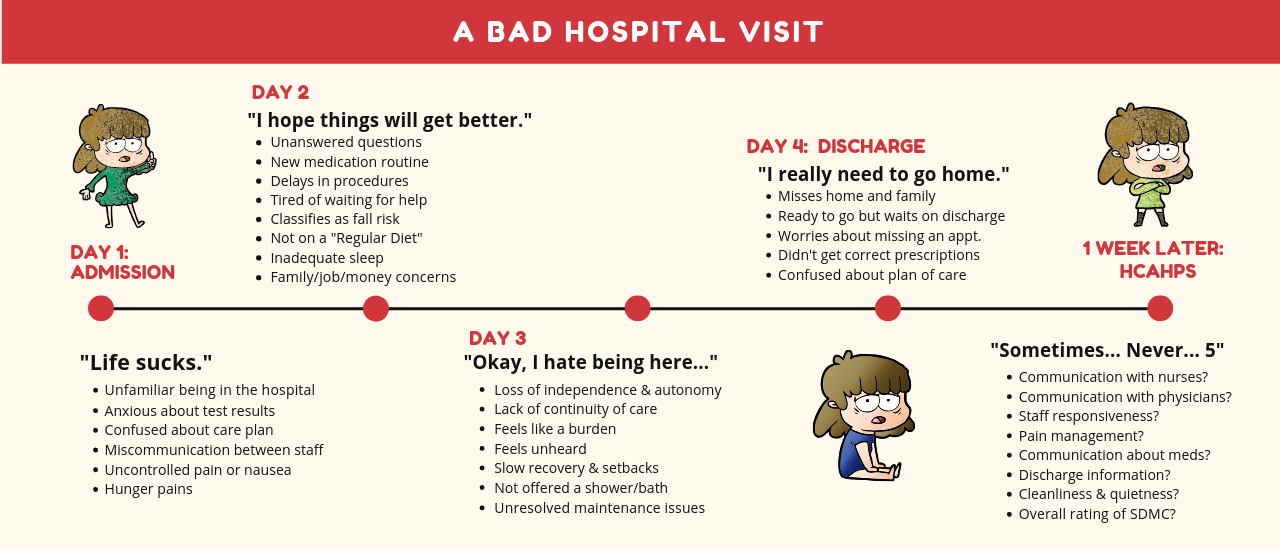 A BAD HOSPITAL VISIT
DAY 1:
ADMISSION
"Life sucks."
• Unfamiliar being in the hospital
• Anxious about test results
• Confused about care plan
• Miscommunication between staff
• Uncontrolled pain or nausea
• Hunger pains
DAY 2
"I hope things will get better."
• Unanswered questions
• New medication routine
• Delays in procedures
• Tired of waiting for help
• Classifies as fall risk
• Not on a "Regular Diet"
• Inadequate sleep
• Family/job/money concerns
DAY 3
"Okay, I hate being here..."
• Loss of independence & autonomy
• Lack of continuity of care
• Feels like a burden
• Feels unheard
• Slow recovery & setbacks
• Not offered a shower/bath
• Unresolved maintenance issues
DAY 4: DISCHARGE
"I really need to go home."
• Misses home and family
• Ready to go but waits on discharge
• Worries about missing an appt.
• Didn't get correct prescriptions
• Confused about plan of care
1 WEEK LATER:
HCAHPS
"Sometimes... Never... 5"
• Communication with nurses?
• Communication with physicians?
• Staff responsiveness?
• Pain management?
• Communication about meds?
• Discharge information?
• Cleanliness & quietness?
• Overall rating of SDMC?